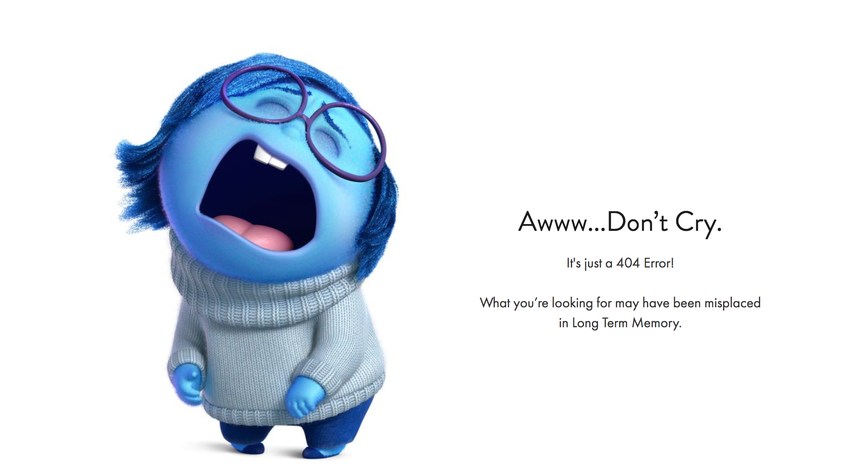 Awww...Don’t Cry.
It's just a 404 Error!
What you’re looking for may have been misplaced
in Long Term Memory.